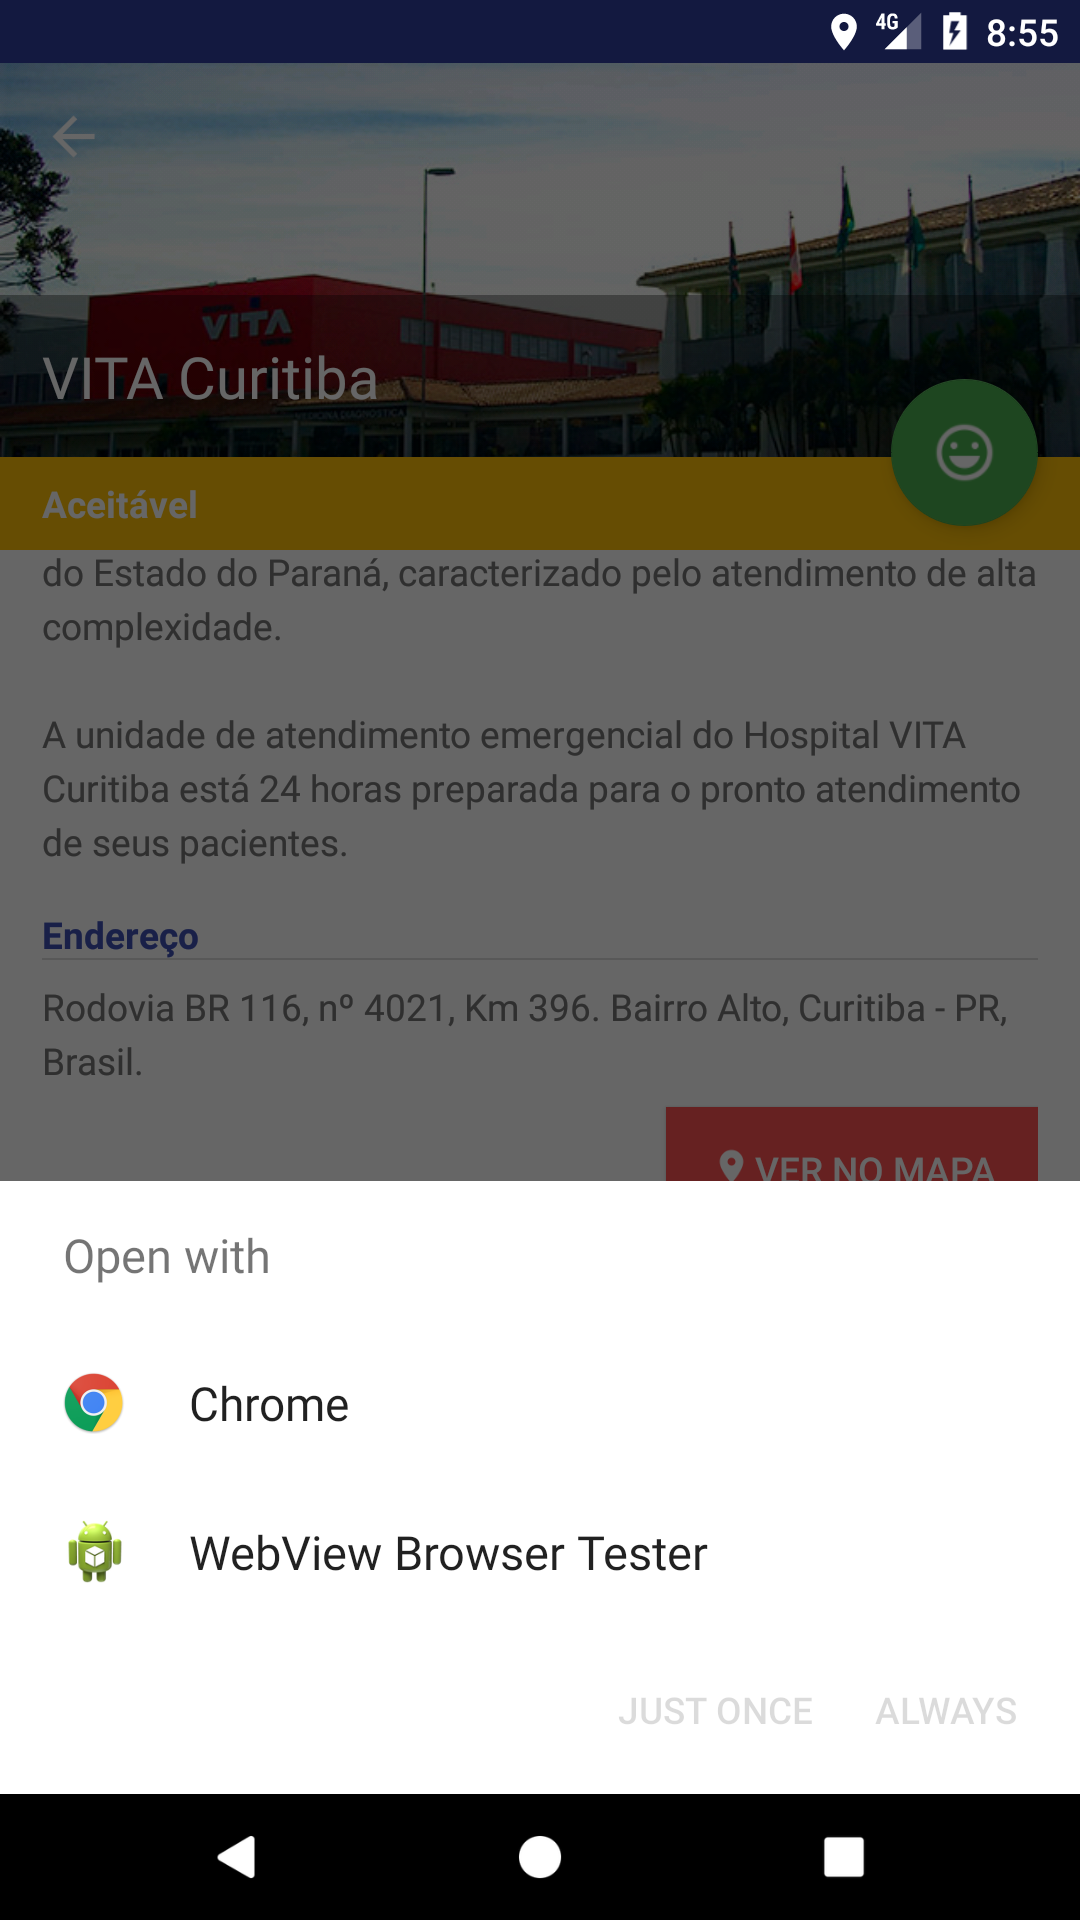 4G 8:55
VITA
VITA Curitiba
Aceitável
do Estado do Paraná, caracterizado pelo atendimento de alta
complexidade.
A unidade de atendimento emergencial do Hospital VITA
Curitiba está 24 horas preparada para o pronto atendimento
de seus pacientes.
Endereço
Rodovia BR 116, nº 4021, Km 396. Bairro Alto, Curitiba - PR,
Brasil.
VER NO MAPA
Open with
Chrome
WebView Browser Tester
JUST ONCE ALWAYS